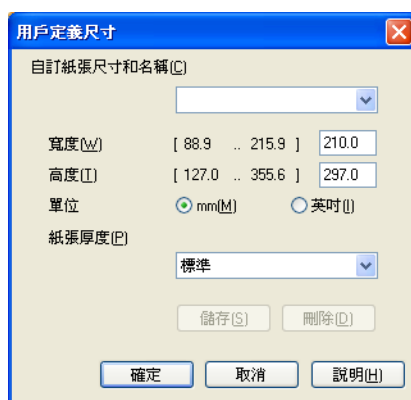 用戶定義尺寸
自訂紙張尺寸和名稱(C)
寬度(W) [ 88.9 .. 215.9 ] 210.0
高度(T) [ 127.0 .. 355.6 ] 297.0
單位 mm(M) 英吋(I)
紙張厚度(P)
標準
儲存(S) 刪除(D)
確定 取消 說明(H)